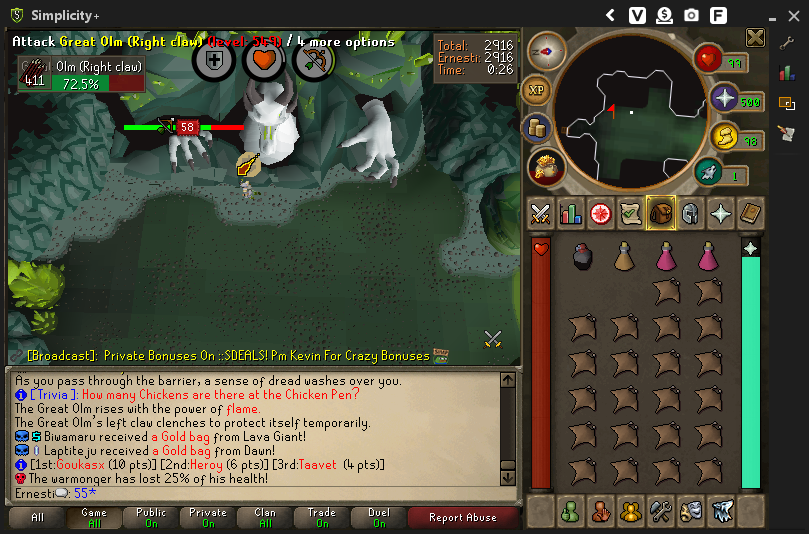 Simplicity+
V
F
Attack Great Olm (Right claw) (level: 549) / 4 more options
Great Olm (Right claw)
411
72.5%
Total: 2916
Ernesti: 2916
Time: 0:26
58
XP
99
500
96
1
[Broadcast]: Private Bonuses On ::SDEALS! Pm Kevin For Crazy Bonuses
As you pass through the barrier, a sense of dread washes over you.
[Trivia]: How many Chickens are there at the Chicken Pen?
The Great Olm rises with the power of flame.
The Great Olm's left claw clenches to protect itself temporarily.
Biwamaru received a Gold bag from Lava Giant!
Laptiteju received a Gold bag from Dawn!
[1st:Goukasx (10 pts)] [2nd:Heroy (6 pts)] [3rd:Taavet (4 pts)]
The warmonger has lost 25% of his health!
Ernesti: 55*
All
Game All
Public On
Private On
Clan All
Trade On
Duel On
Report Abuse